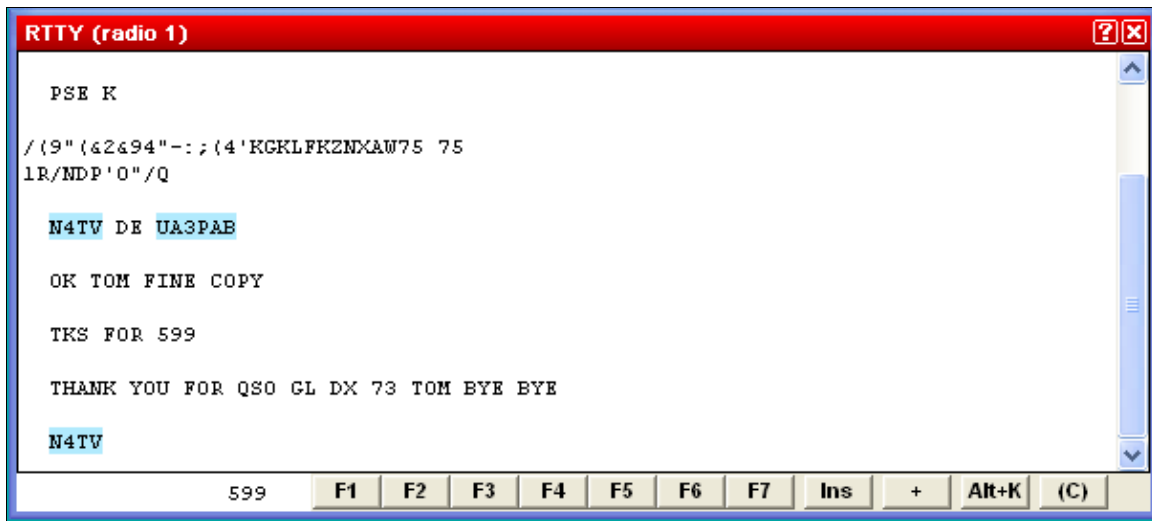 RTTY (radio 1)
PSE K
/(9"(&2&94"-:;(4'KGKLFKZNXAW75 75
lR/NDP'O"/Q
N4TV DE UA3PAB
OK TOM FINE COPY
TKS FOR 599
THANK YOU FOR QSO GL DX 73 TOM BYE BYE
N4TV
599 F1 F2 F3 F4 F5 F6 F7 Ins + Alt+K (C)